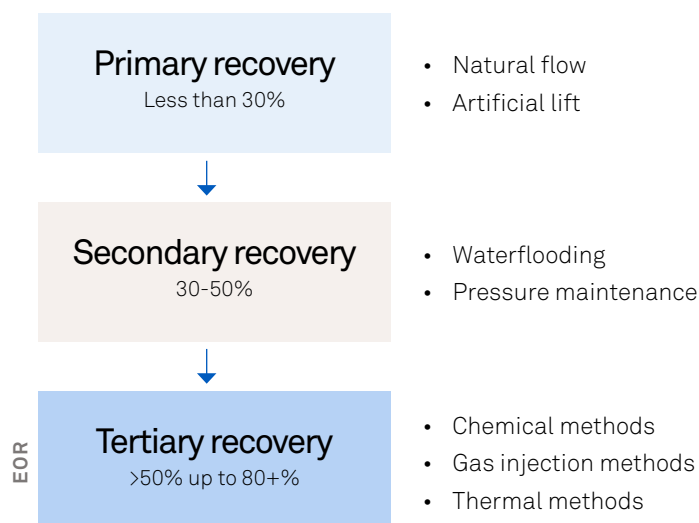 Primary recovery
Less than 30%
• Natural flow
• Artificial lift
Secondary recovery
30-50%
• Waterflooding
• Pressure maintenance
EOR
Tertiary recovery
>50% up to 80+%
• Chemical methods
• Gas injection methods
• Thermal methods